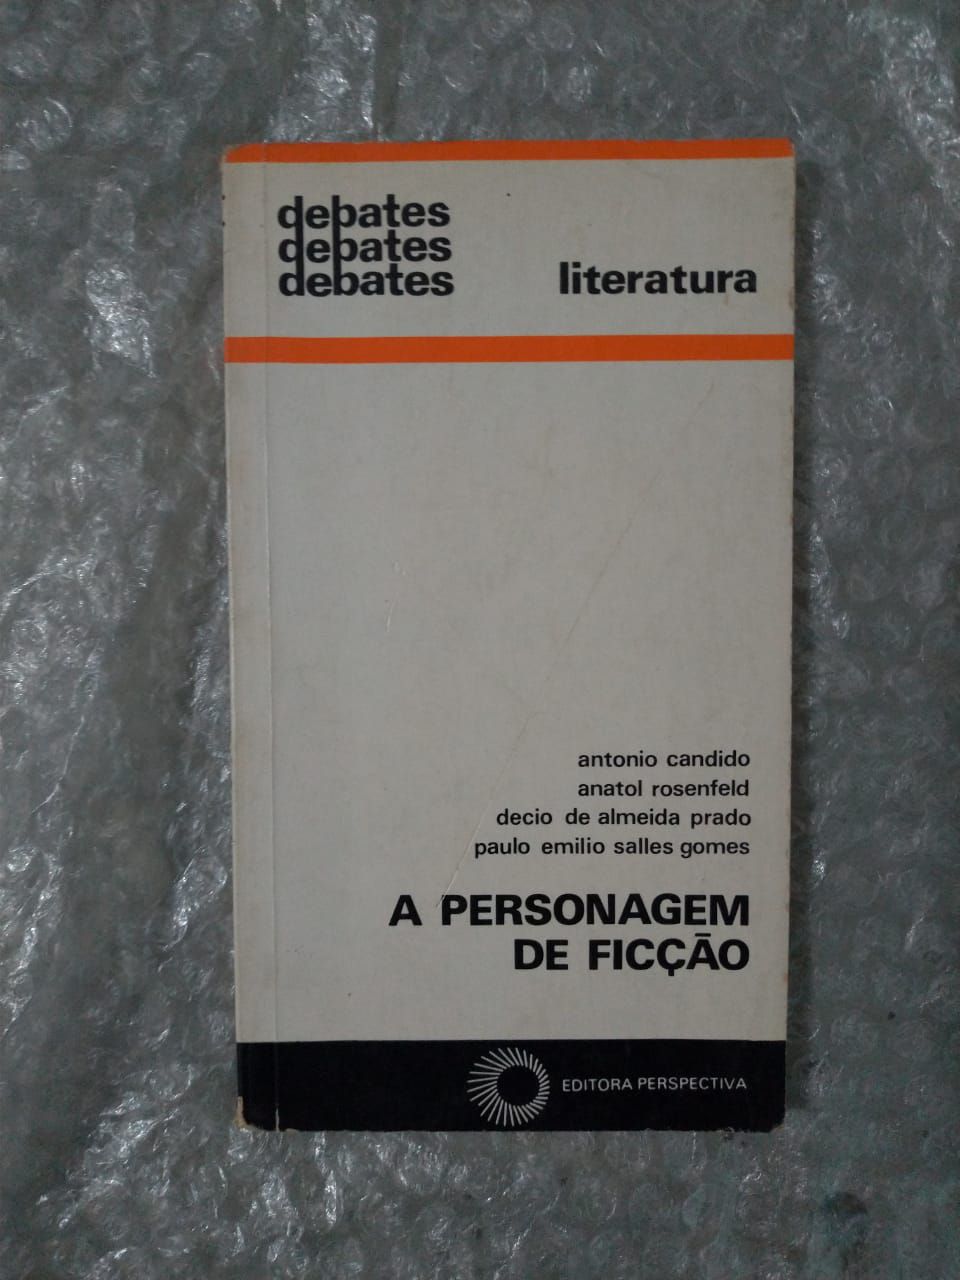 debates
debates
debates
literatura
antonio candido
anatol rosenfeld
decio de almeida prado
paulo emilio salles gomes
A PERSONAGEM
DE FICÇÃO
EDITORA PERSPECTIVA